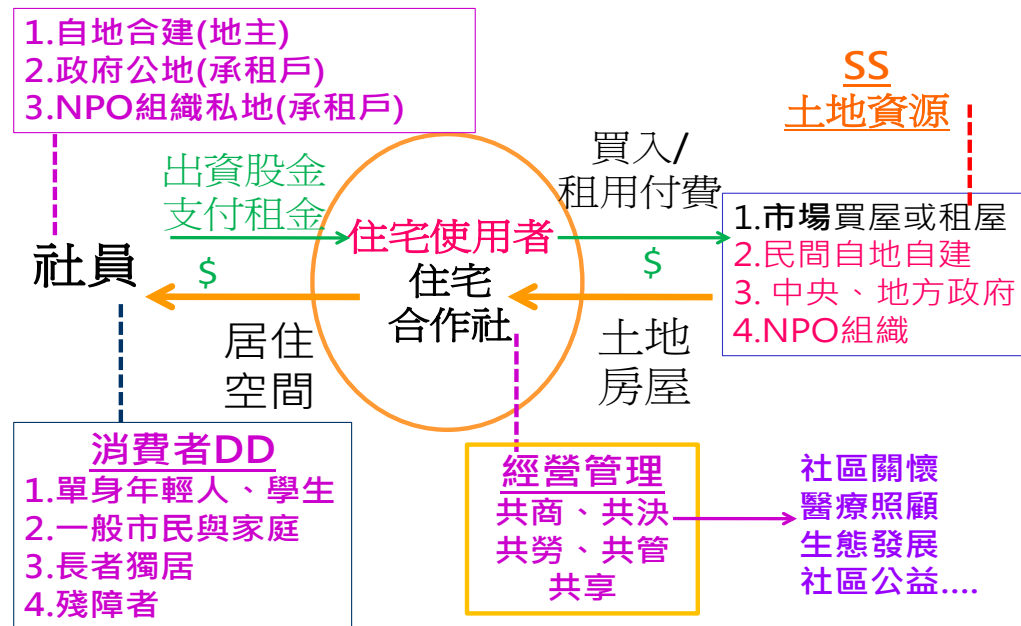 1.自地合建(地主)
2.政府公地(承租戶)
3.NPO組織私地(承租戶)
SS
土地資源
出資股金
支付租金
$
買入/
租用付費
$
社員
住宅使用者
住宅
合作社
1.市場買屋或租屋
2.民間自地自建
3. 中央、地方政府
4.NPO組織
居住
空間
土地
房屋
消費者DD
1.單身年輕人、學生
2.一般市民與家庭
3.長者獨居
4.殘障者
經營管理
共商、共決
共勞、共管
共享
社區關懷
醫療照顧
生態發展
社區公益....